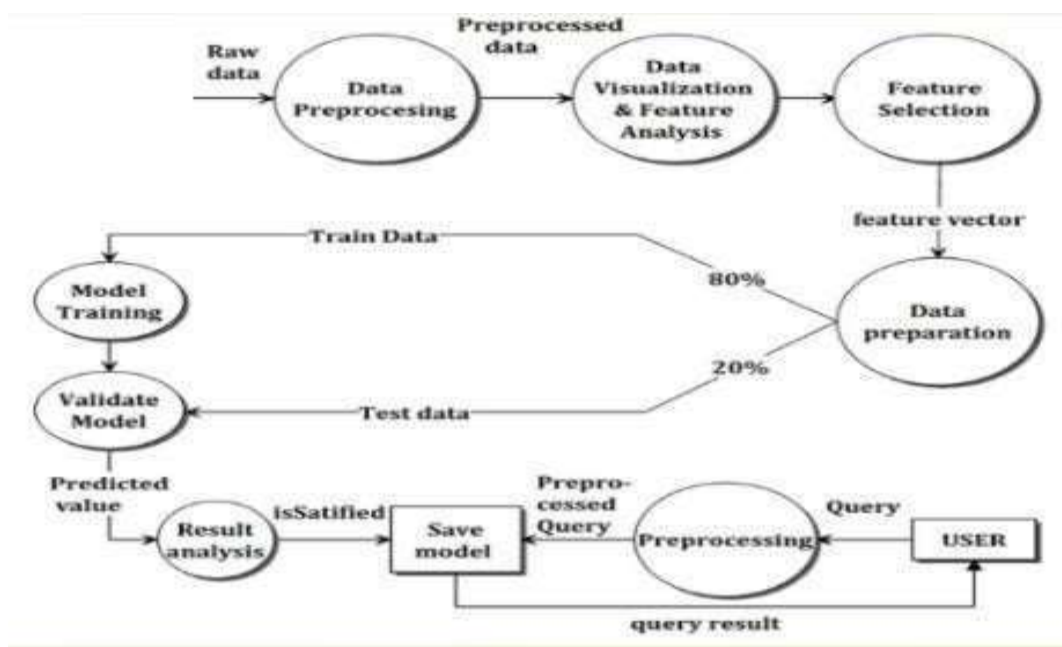 Raw
data
Data
Preprocesing
Preprocessed
data
Data
Visualization
& Feature
Analysis
Feature
Selection
feature vector
Data
preparation
80%
Train Data
20%
Test data
Model
Training
Validate
Model
Predicted
value
Result
analysis
isSatified
Save
model
Prepro-
cessed
Query
Preprocessing
Query
USER
query result